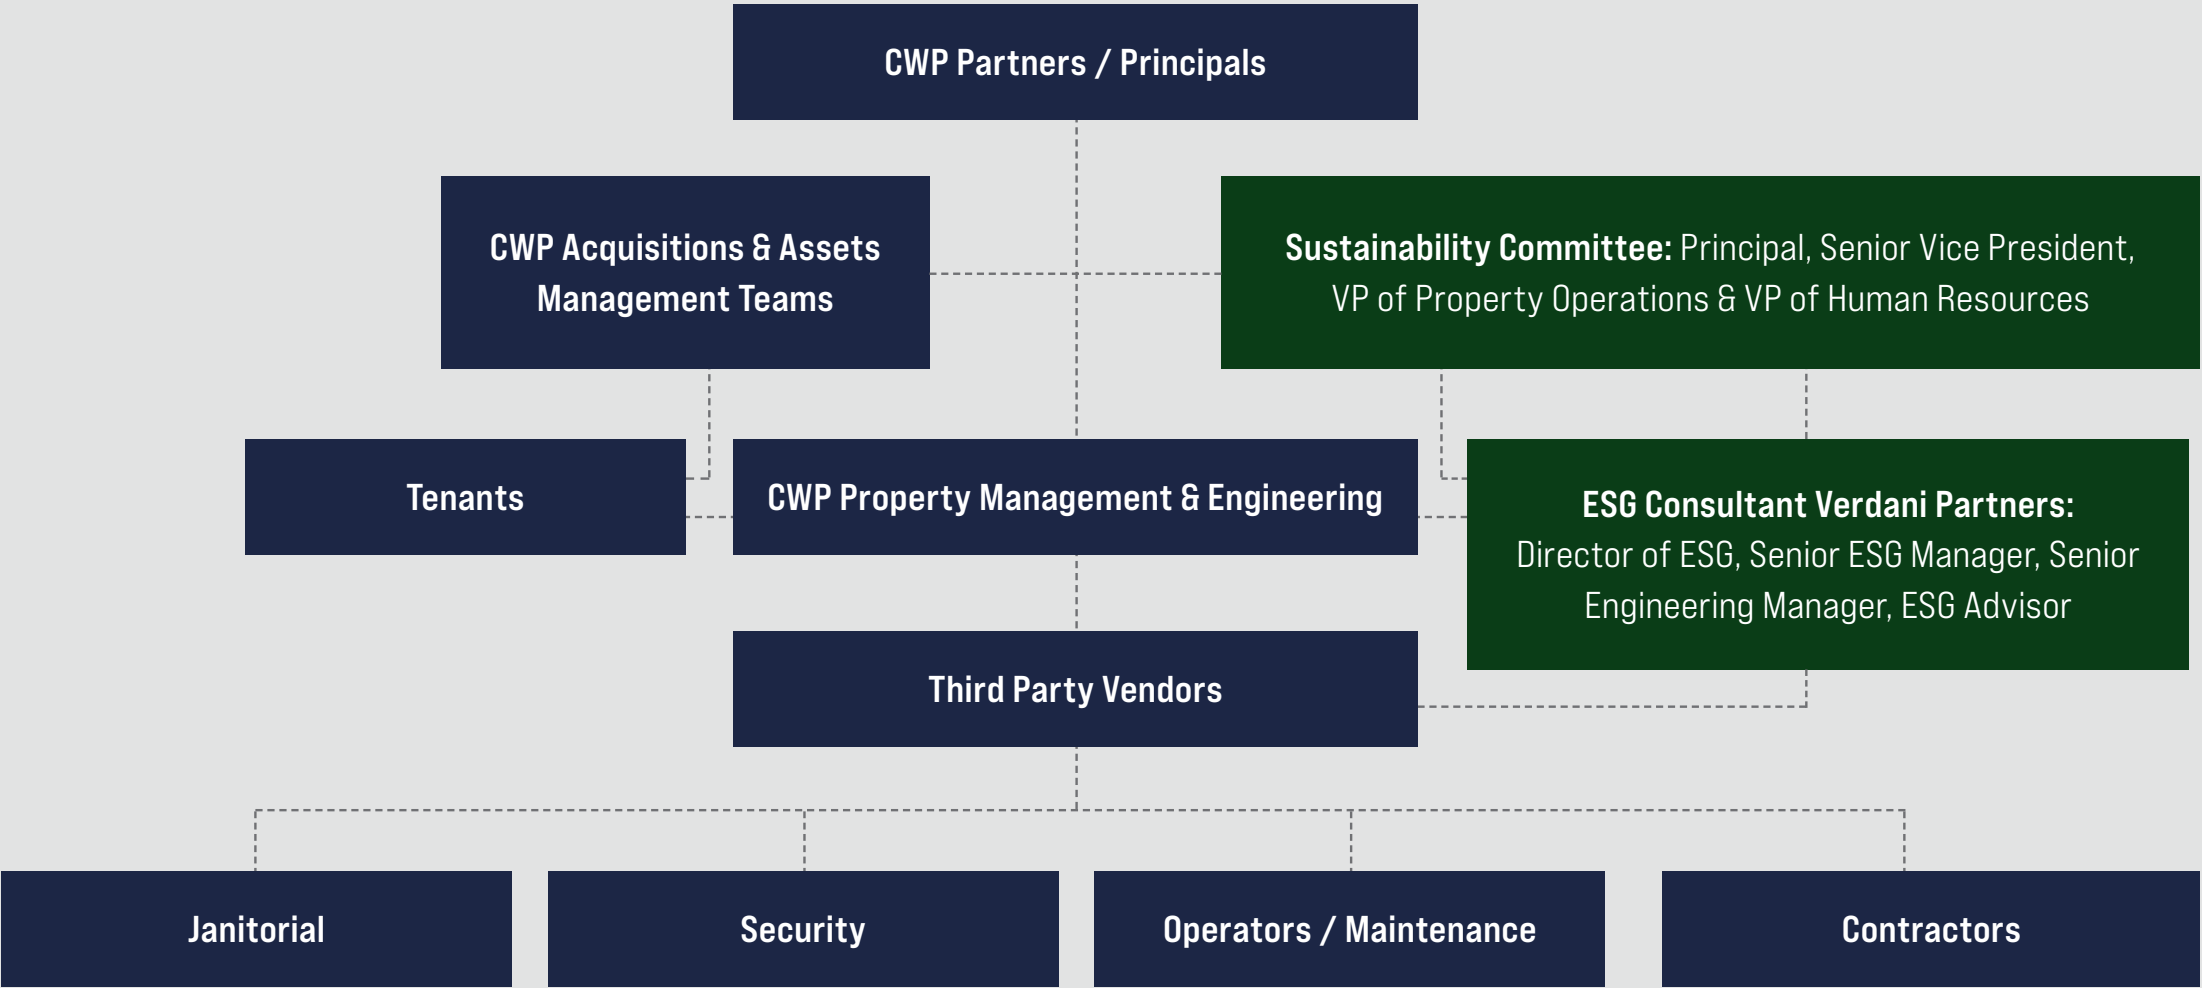 CWP Partners / Principals
CWP Acquisitions & Assets
Management Teams
Sustainability Committee: Principal, Senior Vice President,
VP of Property Operations & VP of Human Resources
Tenants
CWP Property Management & Engineering
ESG Consultant Verdani Partners:
Director of ESG, Senior ESG Manager, Senior
Engineering Manager, ESG Advisor
Third Party Vendors
Janitorial
Security
Operators / Maintenance
Contractors